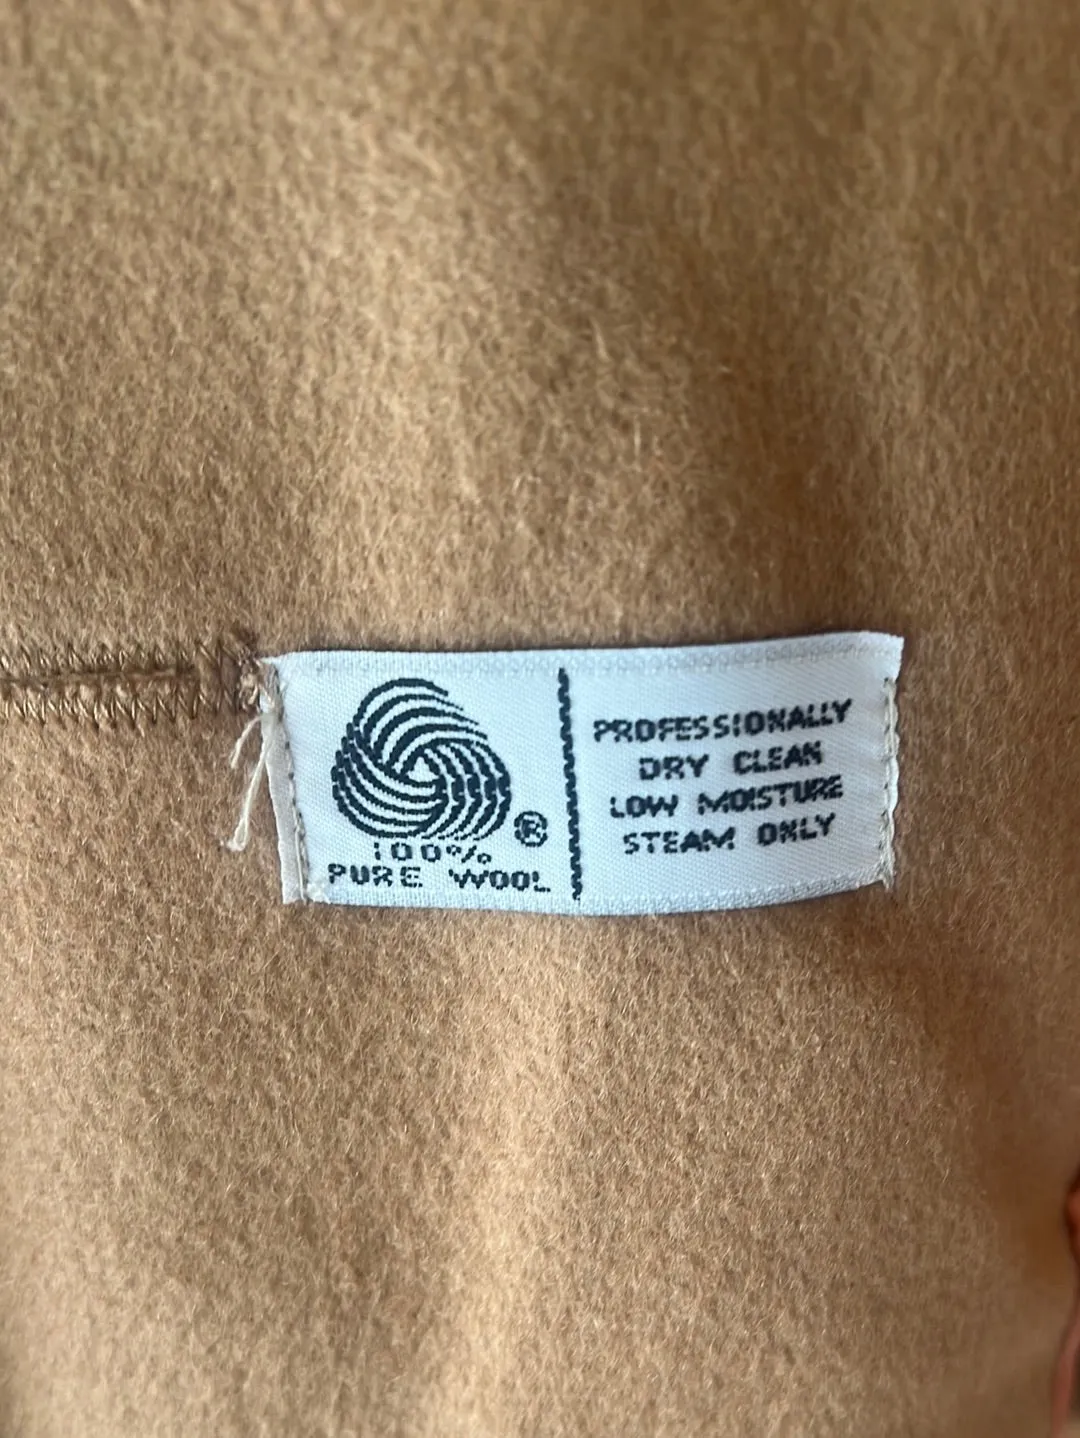 ®
100%
PURE WOOL
PROFESSIONALLY
DRY CLEAN
LOW MOISTURE
STEAM ONLY